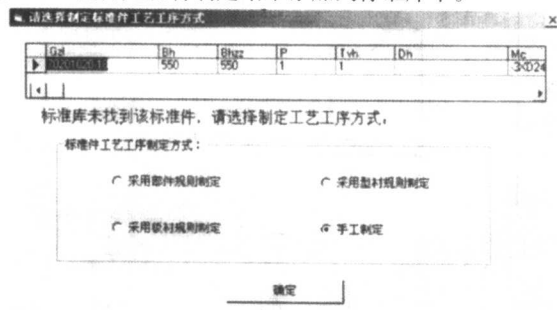 请选择制定标准件工艺工序方式
Gzl Bh Bhzz P Tvh Dh Mc
550 550 1 1
标准库未找到该标准件，请选择制定工艺工序方式，
标准件工艺工序制定方式：
采用部件规则制定 采用型材规则制定
采用板材规则制定 手工制定
确定